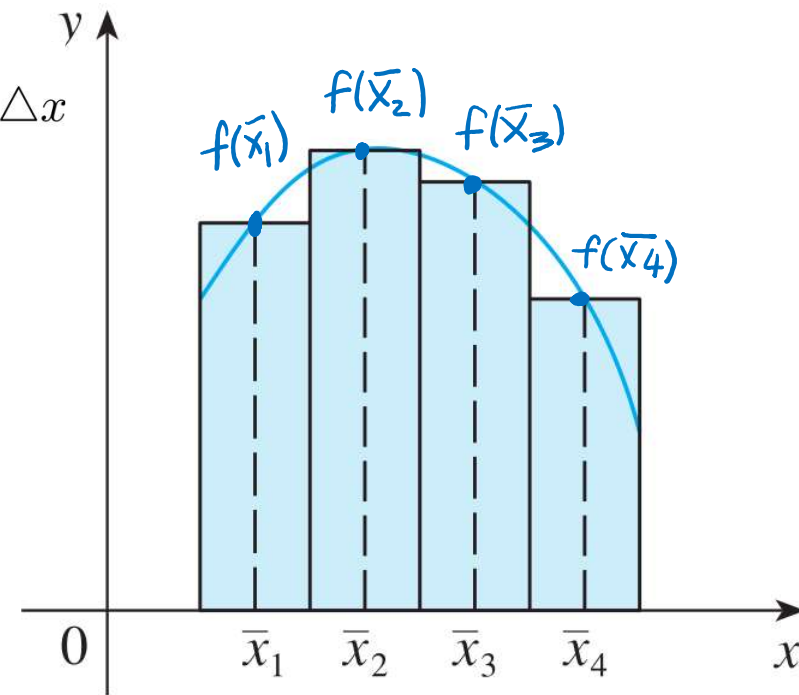 y
△x
f(x̄₁)
f(x̄₂)
f(x̄₃)
f(x̄₄)
0
x̄₁
x̄₂
x̄₃
x̄₄
x